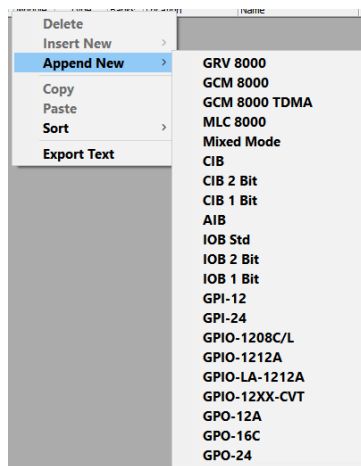 Name
Delete
Insert New
Append New
Copy
Paste
Sort
Export Text
GRV 8000
GCM 8000
GCM 8000 TDMA
MLC 8000
Mixed Mode
CIB
CIB 2 Bit
CIB 1 Bit
AIB
IOB Std
IOB 2 Bit
IOB 1 Bit
GPI-12
GPI-24
GPIO-1208C/L
GPIO-1212A
GPIO-LA-1212A
GPIO-12XX-CVT
GPO-12A
GPO-16C
GPO-24